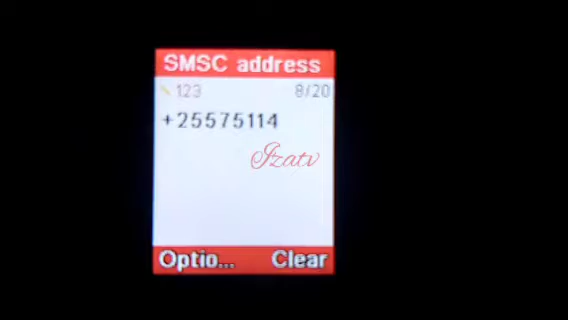 SMSC address
123 8/20
+25575114
Izatv
Optio... Clear